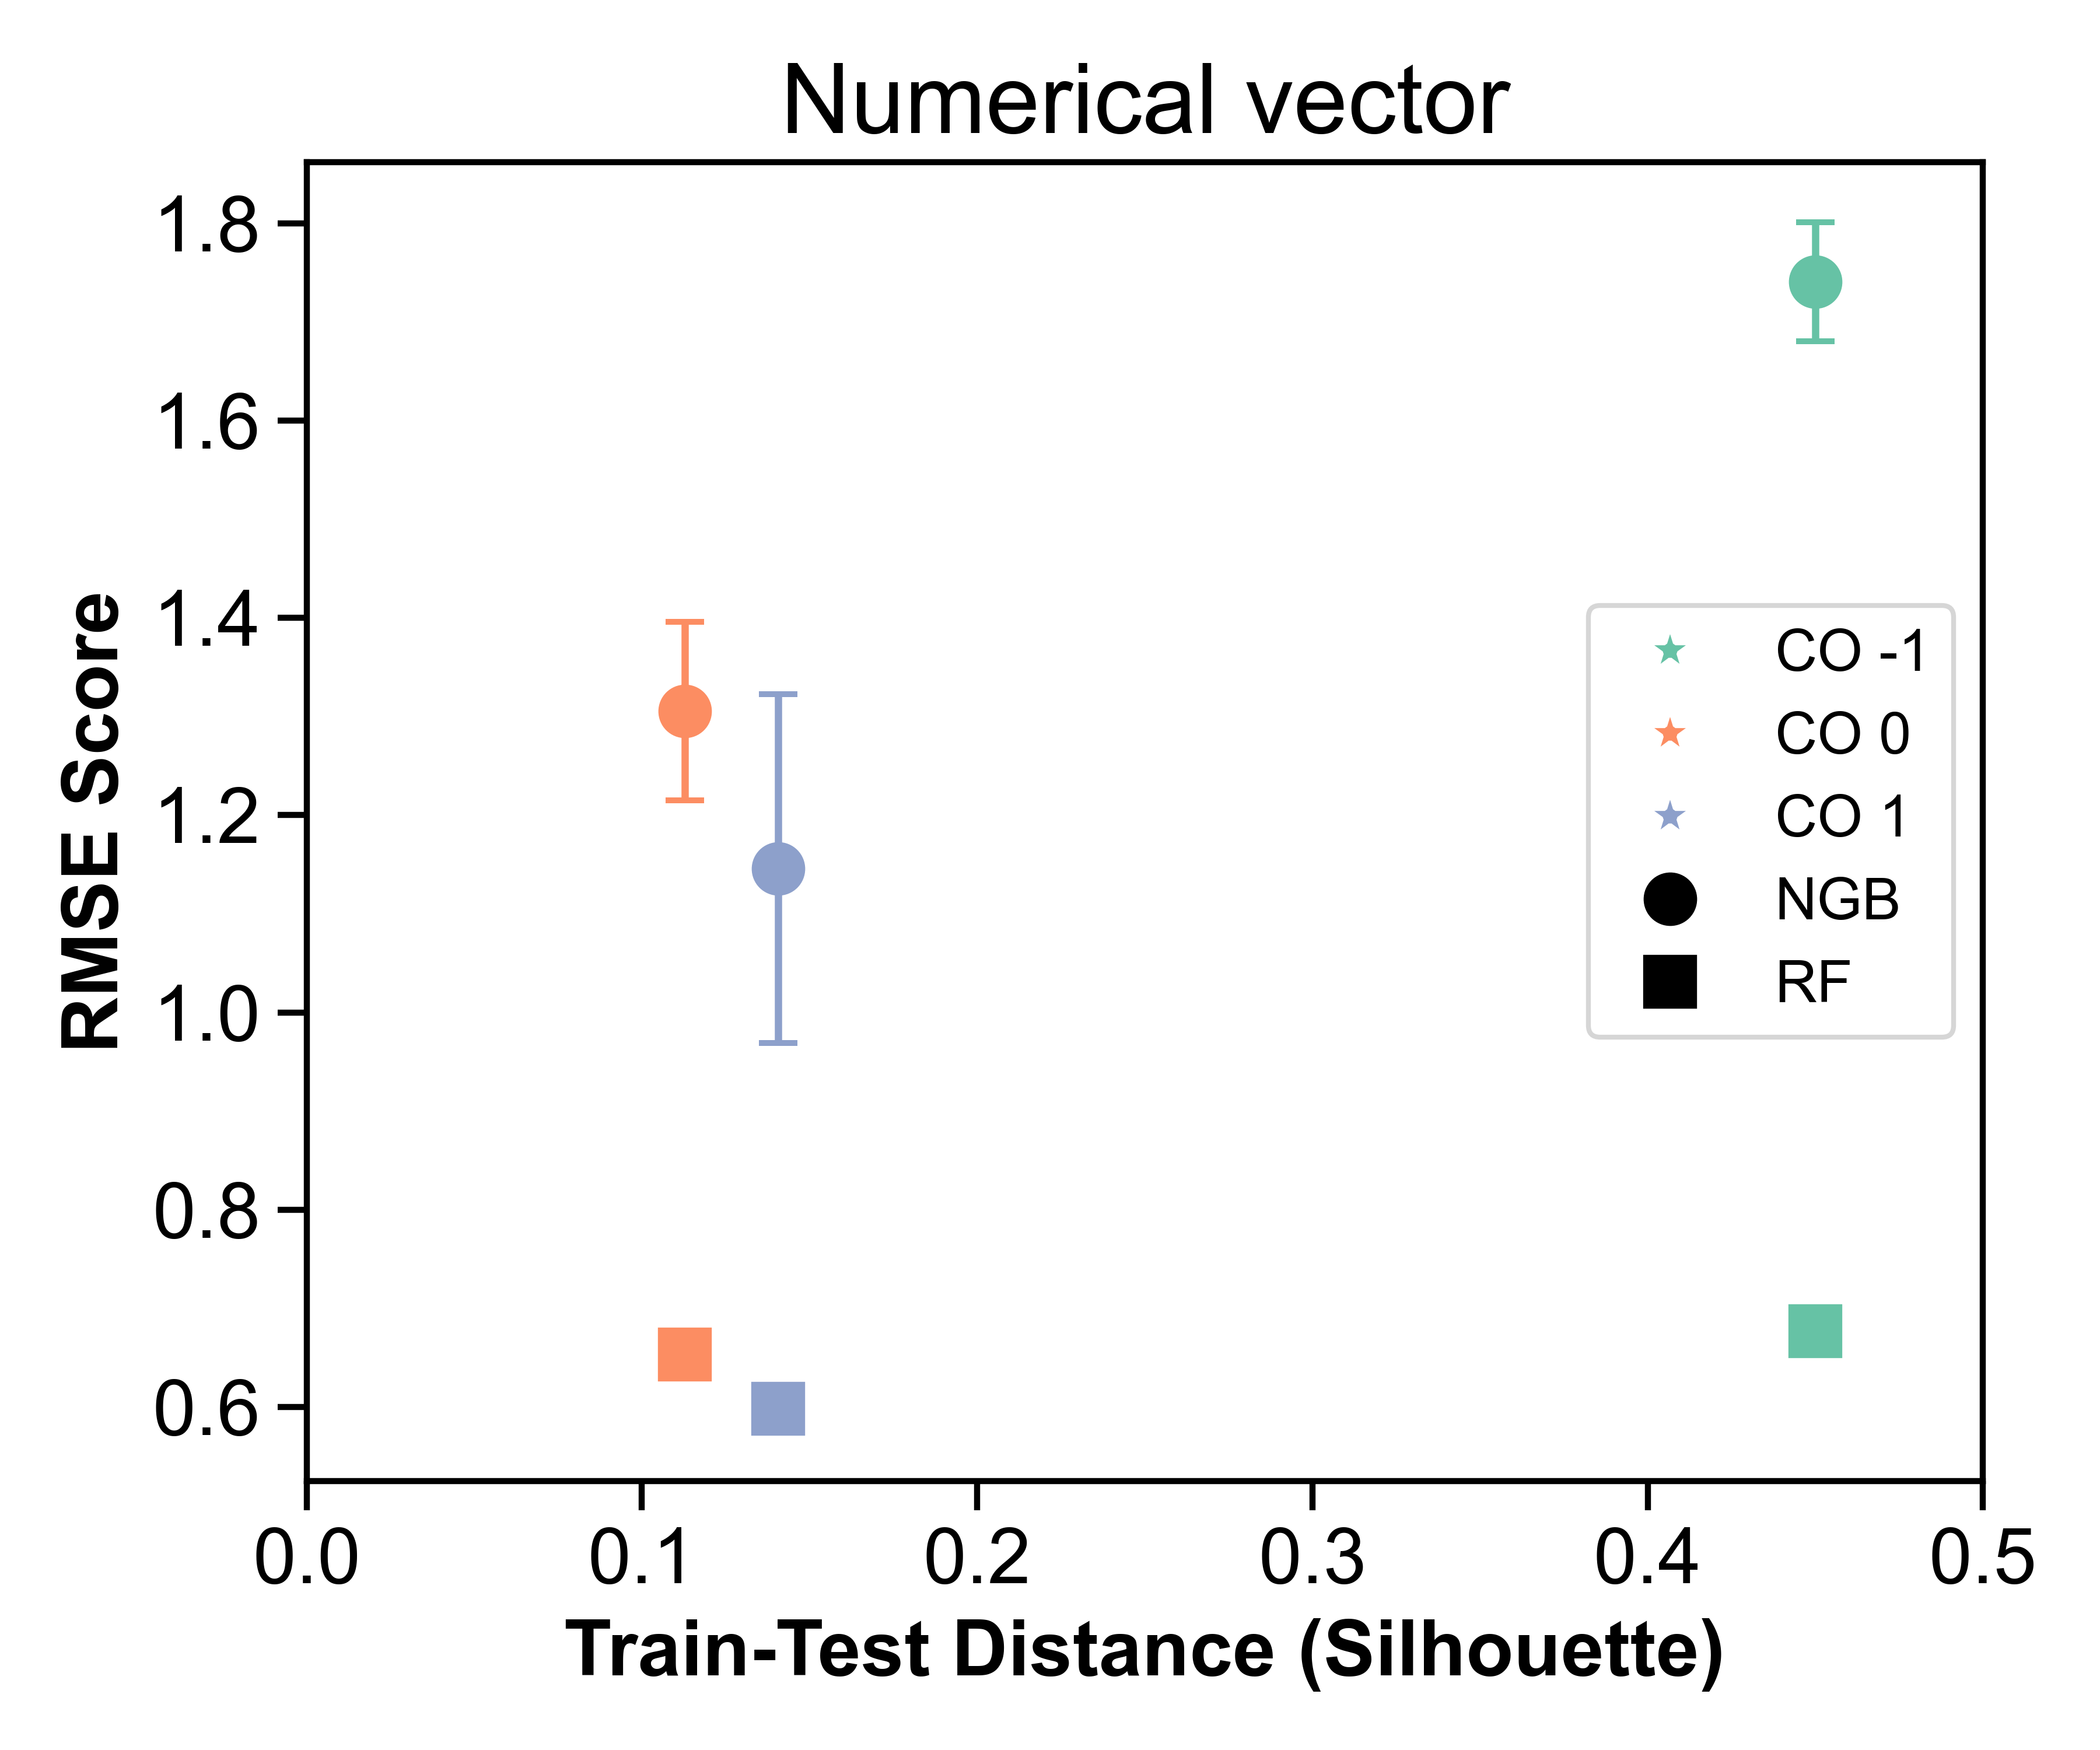 Numerical vector
1.8
1.6
1.4
1.2
1.0
0.8
0.6
RMSE Score
CO -1
CO 0
CO 1
NGB
RF
0.0 0.1 0.2 0.3 0.4 0.5
Train-Test Distance (Silhouette)